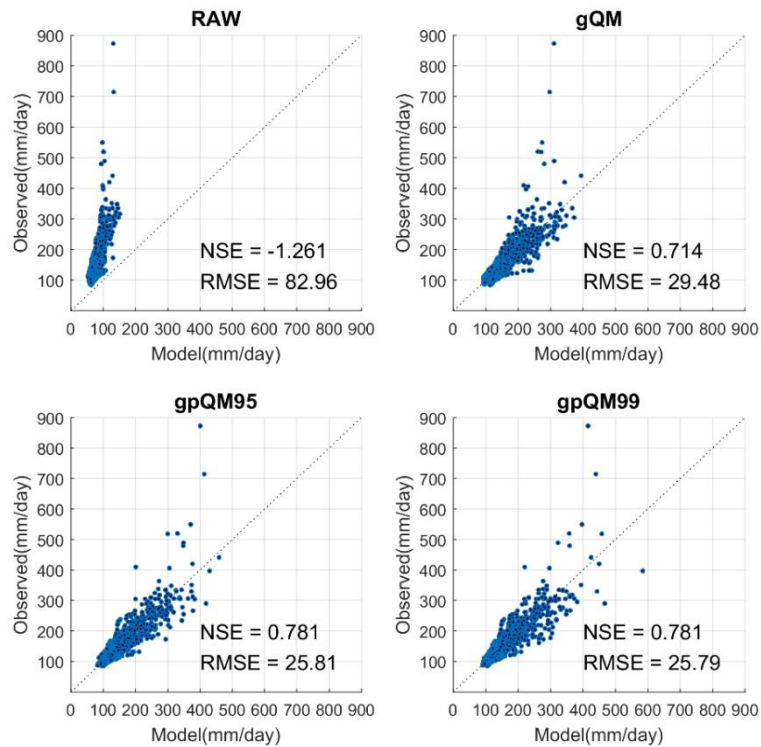 RAW
900
800
700
600
500
400
300
200
100
Observed(mm/day)
NSE = -1.261
RMSE = 82.96
0 100 200 300 400 500 600 700 800 900
Model(mm/day)
gQM
900
800
700
600
500
400
300
200
100
Observed(mm/day)
NSE = 0.714
RMSE = 29.48
0 100 200 300 400 500 600 700 800 900
Model(mm/day)
gpQM95
900
800
700
600
500
400
300
200
100
Observed(mm/day)
NSE = 0.781
RMSE = 25.81
0 100 200 300 400 500 600 700 800 900
Model(mm/day)
gpQM99
900
800
700
600
500
400
300
200
100
Observed(mm/day)
NSE = 0.781
RMSE = 25.79
0 100 200 300 400 500 600 700 800 900
Model(mm/day)